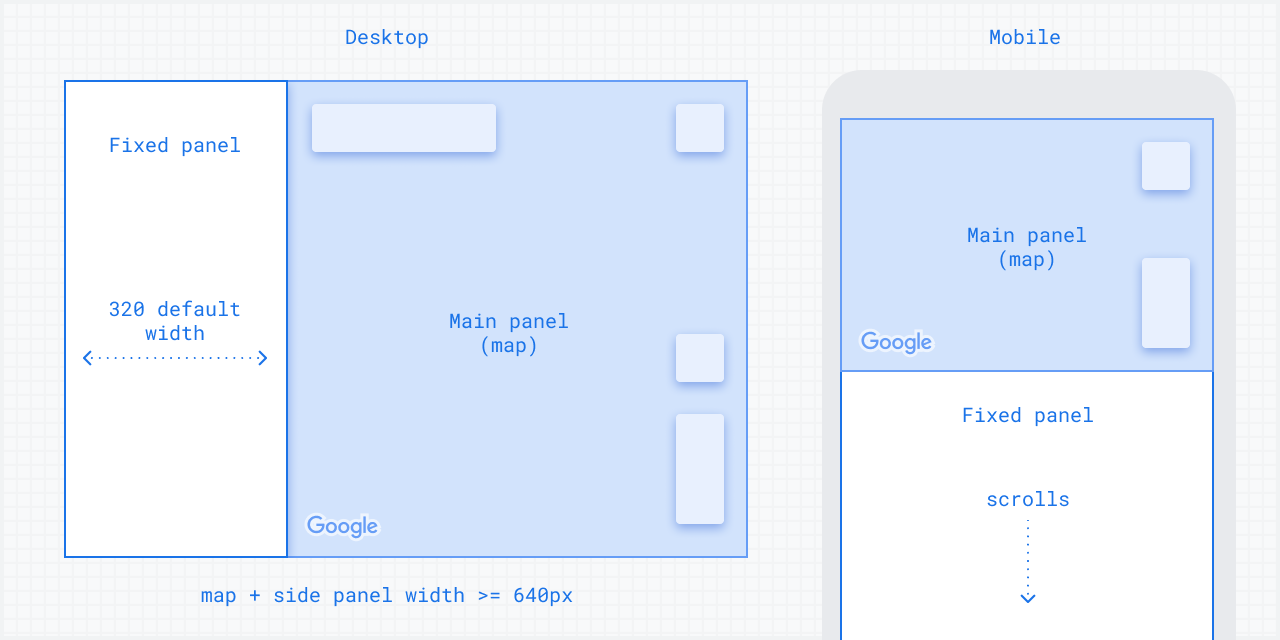 Desktop
Mobile
Fixed panel
320 default
width
Main panel
(map)
Google
map + side panel width >= 640px
Main panel
(map)
Google
Fixed panel
scrolls